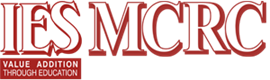 IES MCRC
VALUE ADDITION
THROUGH EDUCATION